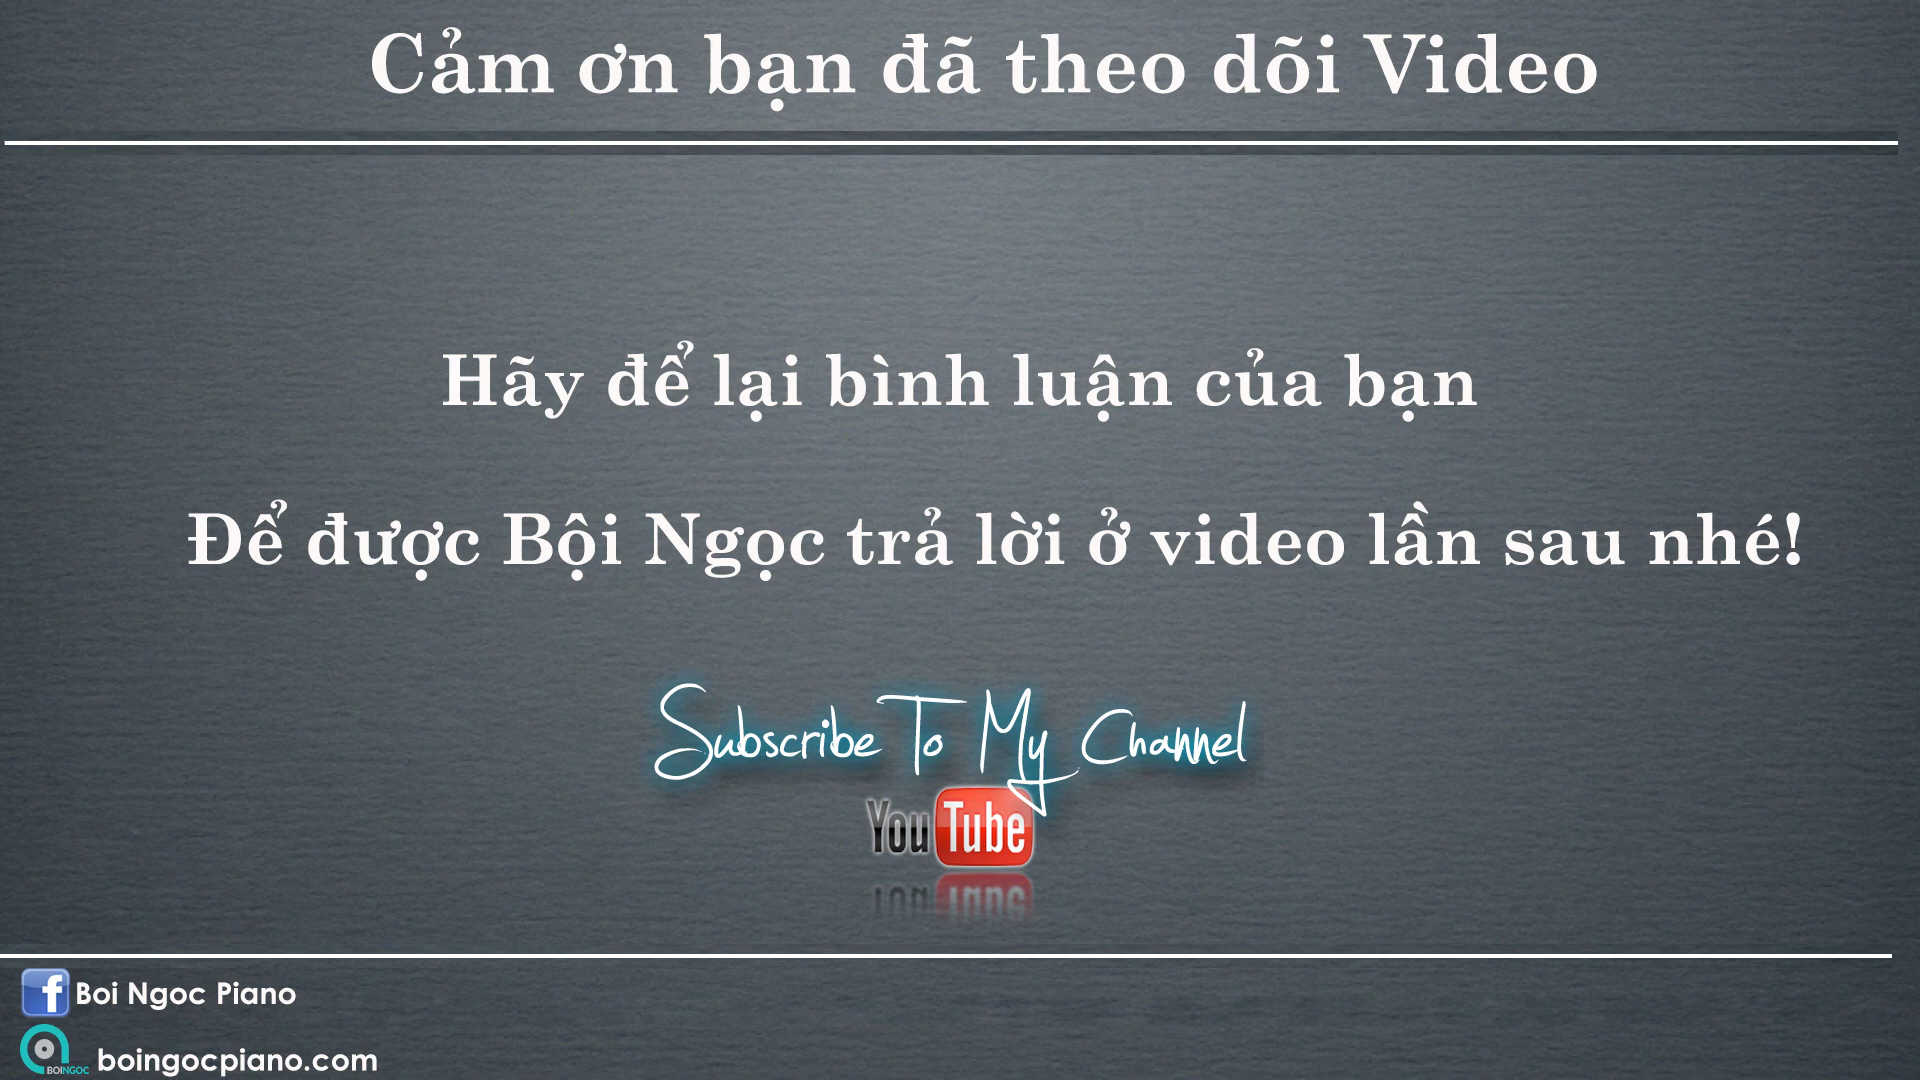 Cảm ơn bạn đã theo dõi Video
Hãy để lại bình luận của bạn
Để được Bội Ngọc trả lời ở video lần sau nhé!
Subscribe To My Channel
YouTube
f Boi Ngoc Piano
BOINGOC boingocpiano.com